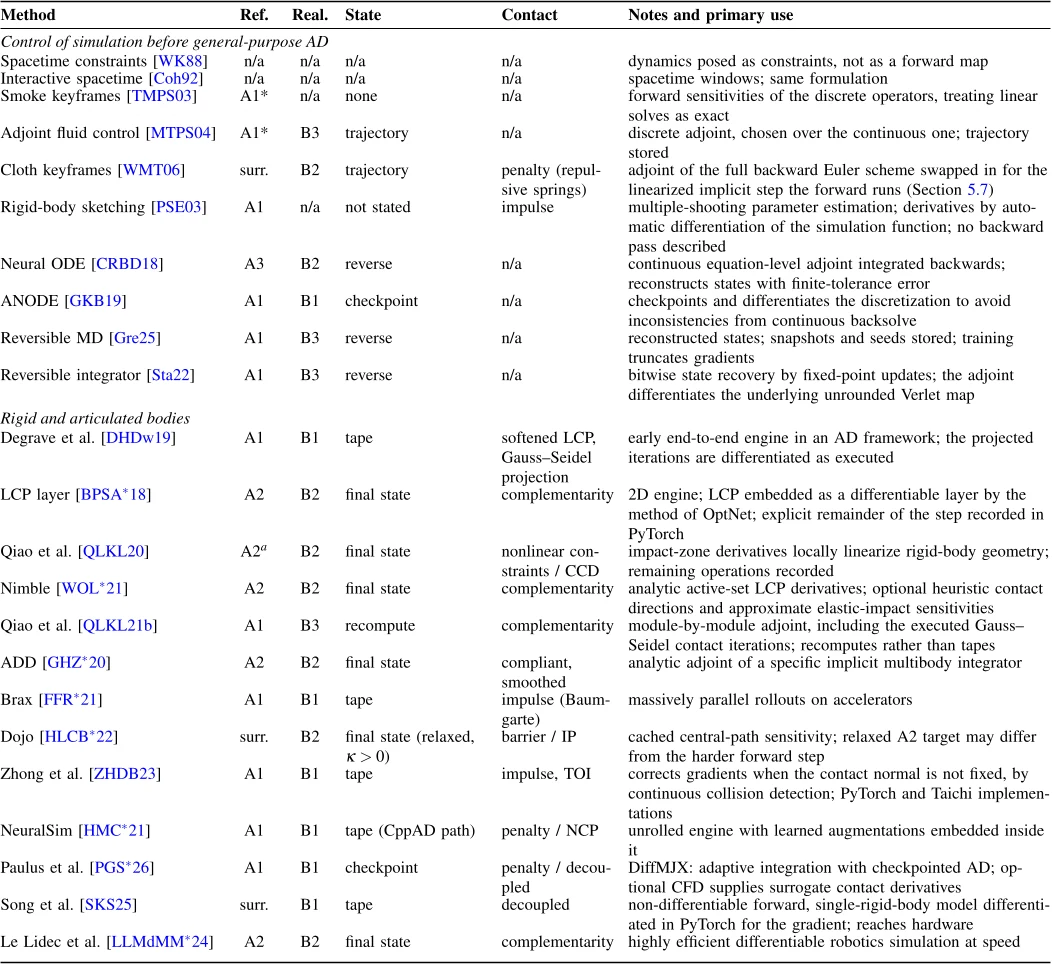 Method Ref. Real. State Contact Notes and primary use
Control of simulation before general-purpose AD
Spacetime constraints [WK88] n/a n/a n/a n/a dynamics posed as constraints, not as a forward map
Interactive spacetime [Coh92] n/a n/a n/a n/a spacetime windows; same formulation
Smoke keyframes [TMPS03] A1* n/a none n/a forward sensitivities of the discrete operators, treating linear
solves as exact
Adjoint fluid control [MTPS04] A1* B3 trajectory n/a discrete adjoint, chosen over the continuous one; trajectory
stored
Cloth keyframes [WMT06] surr. B2 trajectory penalty (repul- adjoint of the full backward Euler scheme swapped in for the
sive springs) linearized implicit step the forward runs (Section 5.7)
Rigid-body sketching [PSE03] A1 n/a not stated impulse multiple-shooting parameter estimation; derivatives by auto-
matic differentiation of the simulation function; no backward
pass described
Neural ODE [CRBD18] A3 B2 reverse n/a continuous equation-level adjoint integrated backwards;
reconstructs states with finite-tolerance error
ANODE [GKB19] A1 B1 checkpoint n/a checkpoints and differentiates the discretization to avoid
inconsistencies from continuous backsolve
Reversible MD [Gre25] A1 B3 reverse n/a reconstructed states; snapshots and seeds stored; training
truncates gradients
Reversible integrator [Sta22] A1 B3 reverse n/a bitwise state recovery by fixed-point updates; the adjoint
differentiates the underlying unrounded Verlet map
Rigid and articulated bodies
Degrave et al. [DHDw19] A1 B1 tape softened LCP, early end-to-end engine in an AD framework; the projected
Gauss–Seidel iterations are differentiated as executed
projection
LCP layer [BPSA*18] A2 B2 final state complementarity 2D engine; LCP embedded as a differentiable layer by the
method of OptNet; explicit remainder of the step recorded in
PyTorch
Qiao et al. [QLKL20] A2a B2 final state nonlinear con- impact-zone derivatives locally linearize rigid-body geometry;
straints / CCD remaining operations recorded
Nimble [WOL*21] A2 B2 final state complementarity analytic active-set LCP derivatives; optional heuristic contact
directions and approximate elastic-impact sensitivities
Qiao et al. [QLKL21b] A1 B3 recompute complementarity module-by-module adjoint, including the executed Gauss–
Seidel contact iterations; recomputes rather than tapes
ADD [GHZ*20] A2 B2 final state compliant, analytic adjoint of a specific implicit multibody integrator
smoothed
Brax [FFR*21] A1 B1 tape impulse (Baum- massively parallel rollouts on accelerators
garte)
Dojo [HLCB*22] surr. B2 final state (relaxed, barrier / IP cached central-path sensitivity; relaxed A2 target may differ
κ > 0) from the harder forward step
Zhong et al. [ZHDB23] A1 B1 tape impulse, TOI corrects gradients when the contact normal is not fixed, by
continuous collision detection; PyTorch and Taichi implemen-
tations
NeuralSim [HMC*21] A1 B1 tape (CppAD path) penalty / NCP unrolled engine with learned augmentations embedded inside
it
Paulus et al. [PGS*26] A1 B1 checkpoint penalty / decou- DiffMJX: adaptive integration with checkpointed AD; op-
pled tional CFD supplies surrogate contact derivatives
Song et al. [SKS25] surr. B1 tape decoupled non-differentiable forward, single-rigid-body model differenti-
ated in PyTorch for the gradient; reaches hardware
Le Lidec et al. [LLMdMM*24] A2 B2 final state complementarity highly efficient differentiable robotics simulation at speed